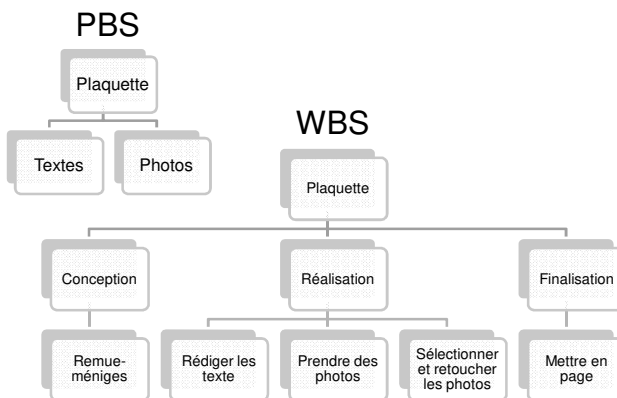 PBS
Plaquette
Textes
Photos
WBS
Plaquette
Conception
Réalisation
Finalisation
Remue-
méniges
Rédiger les
texte
Prendre des
photos
Sélectionner
et retoucher
les photos
Mettre en
page